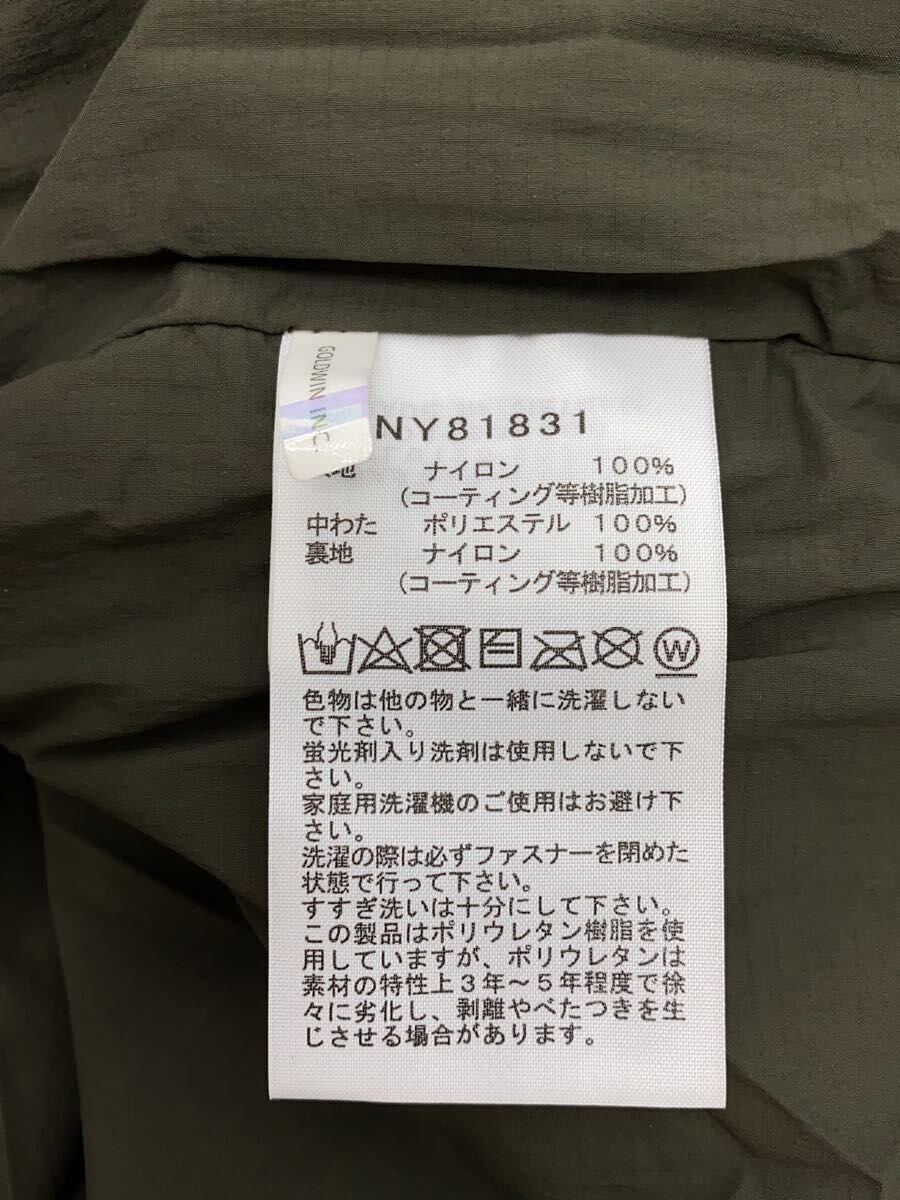 GOLDWIN INC.
NY81831
地 ナイロン 100%
(コーティング等樹脂加工)
中わた ポリエステル 100%
裏地 ナイロン 100%
(コーティング等樹脂加工)
W
色物は他の物と一緒に洗濯しない
で下さい。
蛍光剤入り洗剤は使用しないで下
さい。
家庭用洗濯機のご使用はお避け下
さい。
洗濯の際は必ずファスナーを閉めた
状態で行って下さい。
すすぎ洗いは十分にして下さい。
この製品はポリウレタン樹脂を使
用していますが、ポリウレタンは
素材の特性上3年～5年程度で徐
々に劣化し、剥離やべたつきを生
じさせる場合があります。